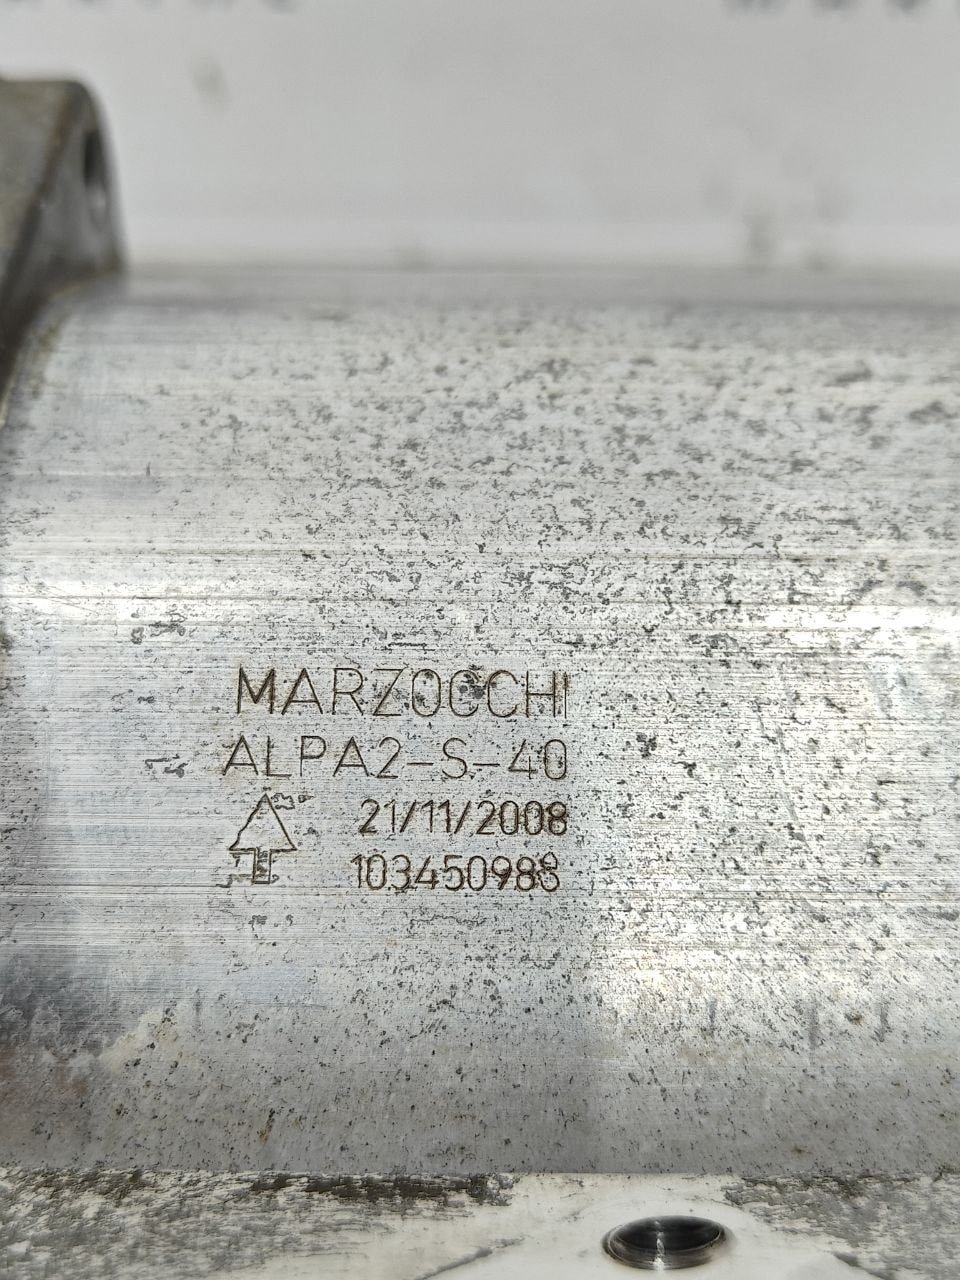 MARZOCCHI
ALPA2-S-40
21/11/2008
103450988